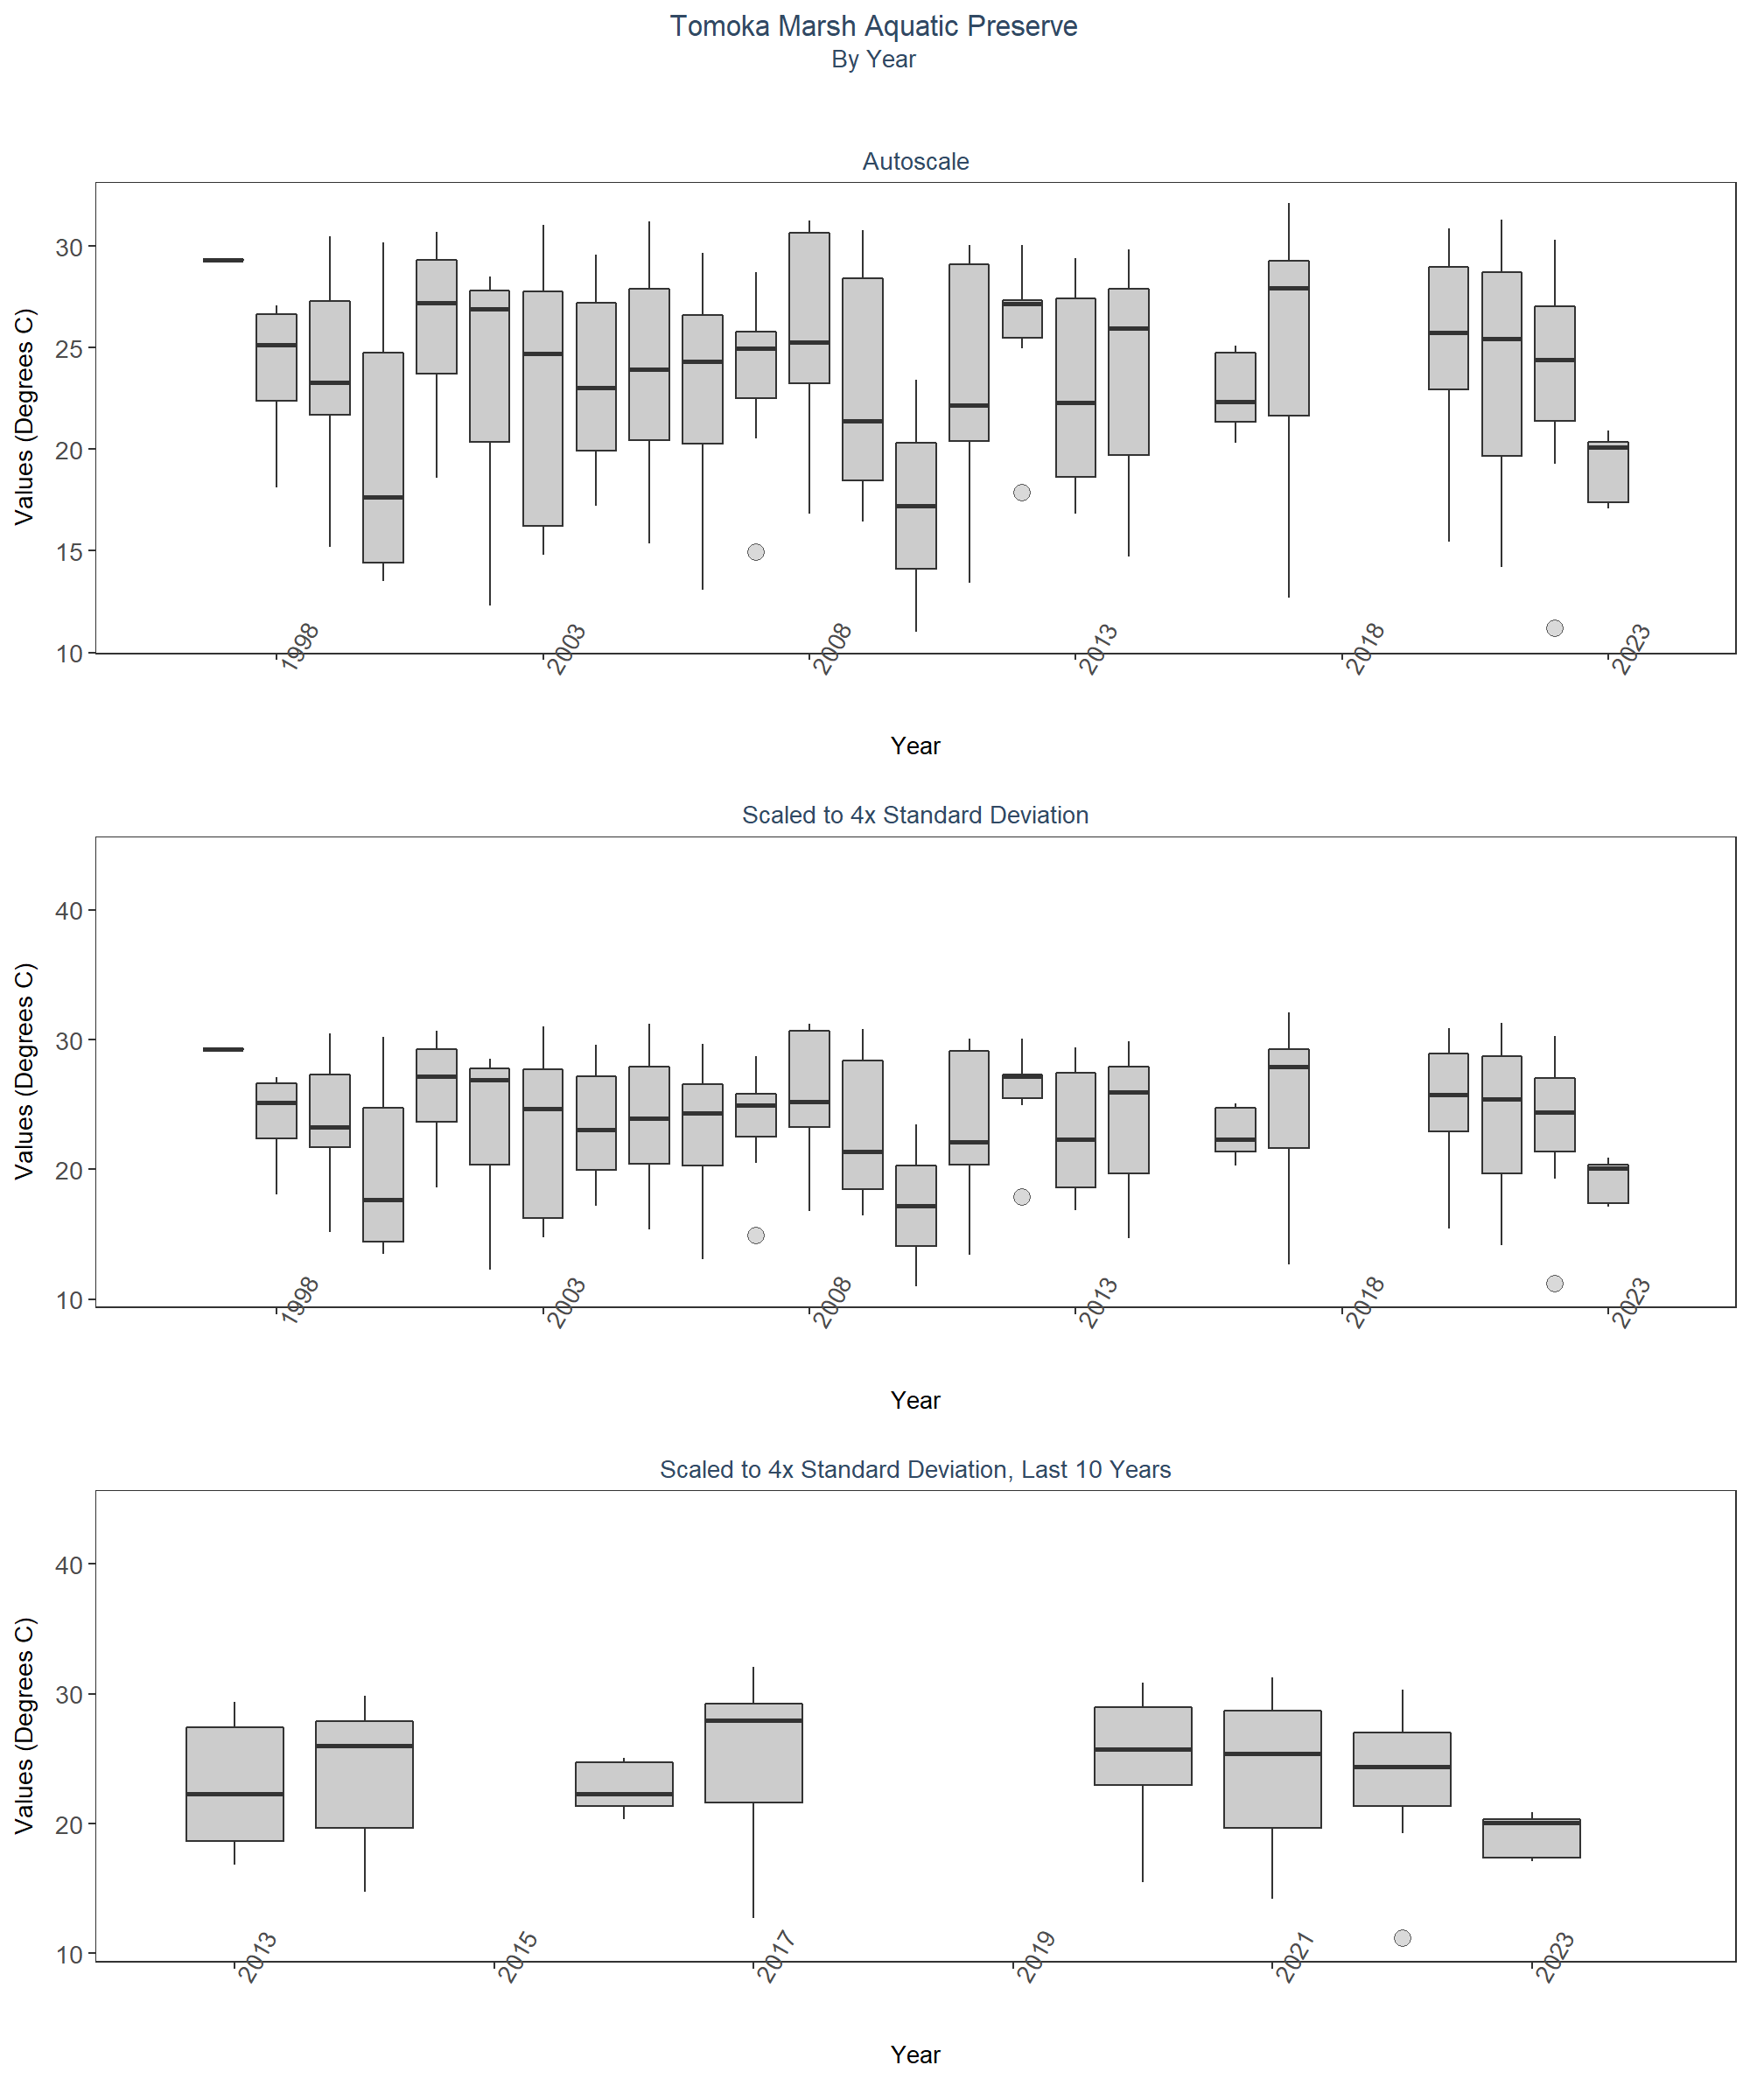 Tomoka Marsh Aquatic Preserve
By Year
Autoscale
Values (Degrees C)
30
25
20
15
10
1998
2003
2008
2013
2018
2023
Year
Scaled to 4x Standard Deviation
Values (Degrees C)
40
30
20
10
1998
2003
2008
2013
2018
2023
Year
Scaled to 4x Standard Deviation, Last 10 Years
Values (Degrees C)
40
30
20
10
2013
2015
2017
2019
2021
2023
Year